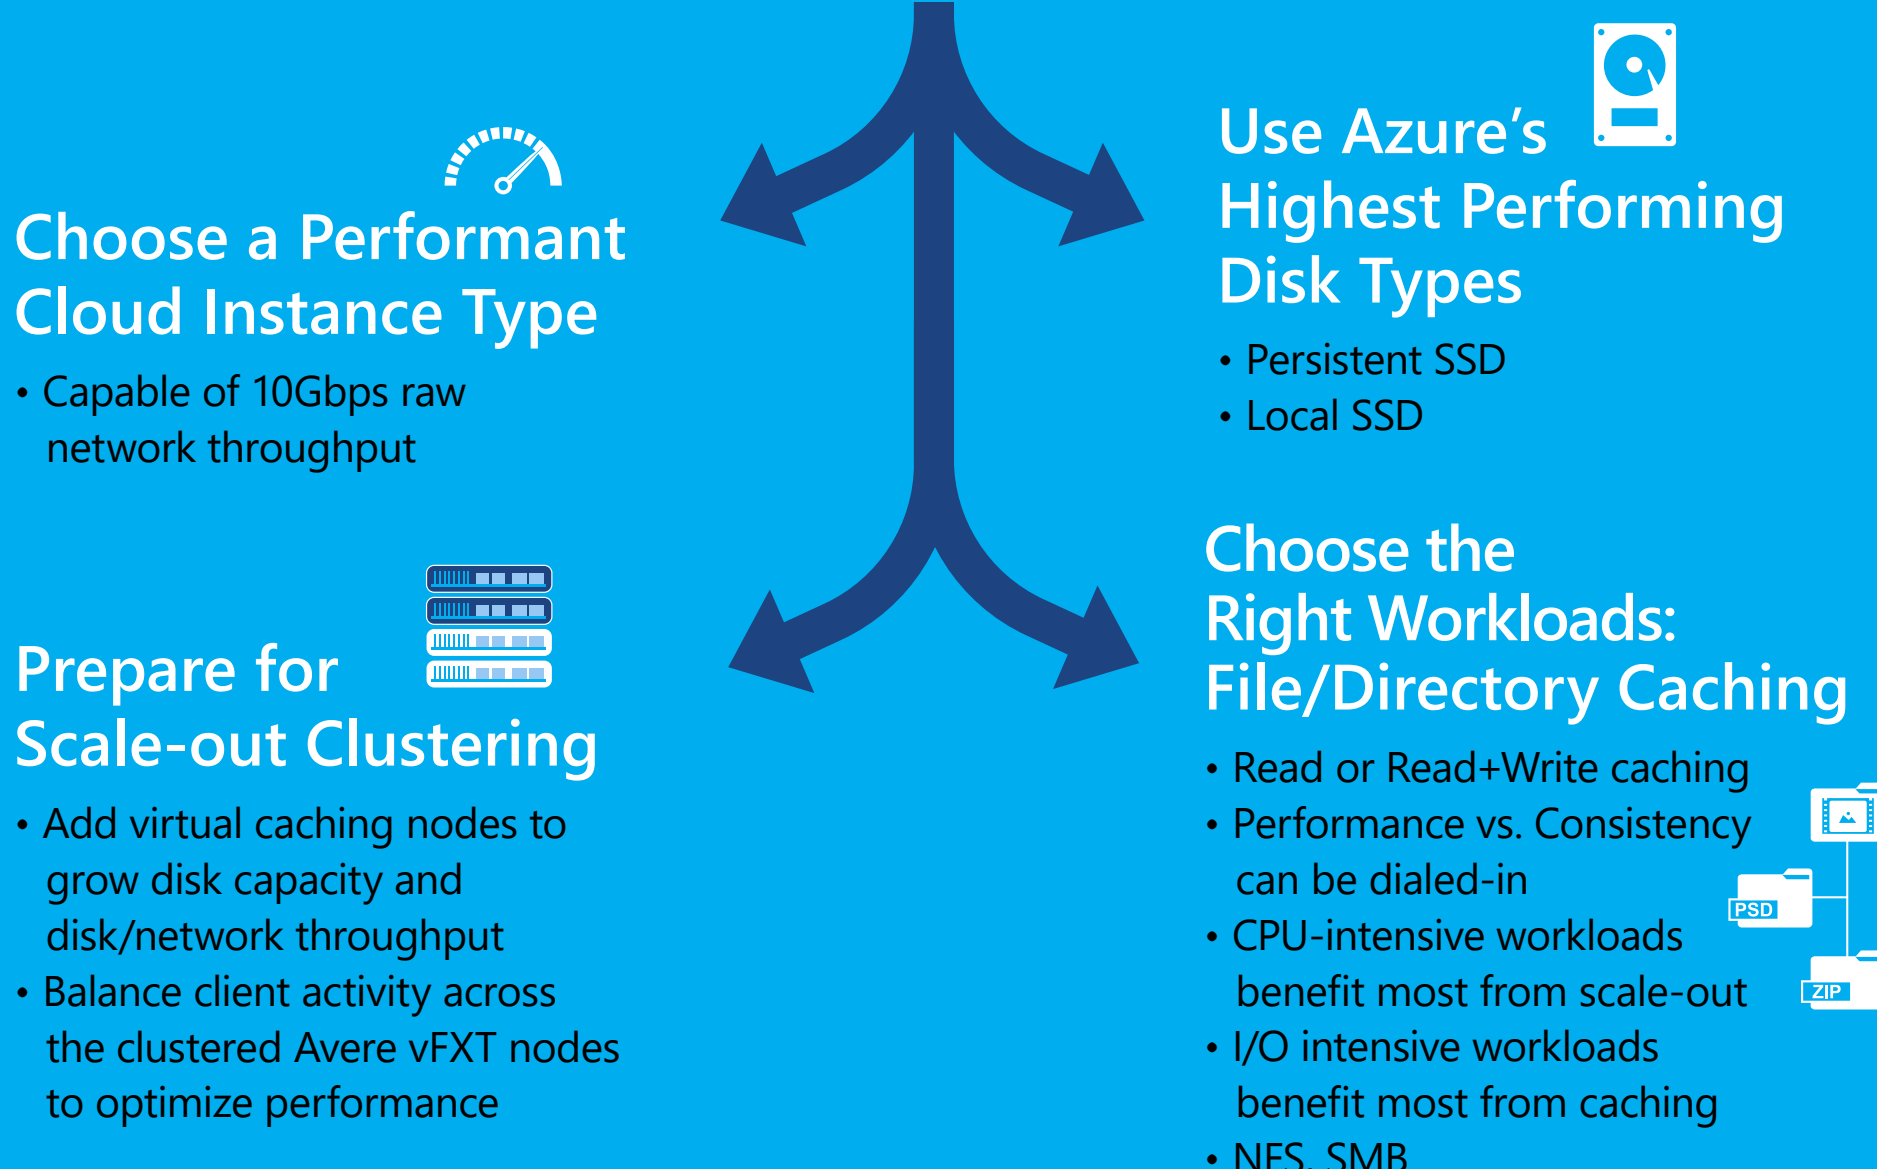 Choose a Performant
Cloud Instance Type
• Capable of 10Gbps raw
network throughput
Use Azure’s
Highest Performing
Disk Types
• Persistent SSD
• Local SSD
Prepare for
Scale-out Clustering
• Add virtual caching nodes to
grow disk capacity and
disk/network throughput
• Balance client activity across
the clustered Avere vFXT nodes
to optimize performance
Choose the
Right Workloads:
File/Directory Caching
• Read or Read+Write caching
• Performance vs. Consistency
can be dialed-in
• CPU-intensive workloads
benefit most from scale-out
• I/O intensive workloads
benefit most from caching
• NFS, SMB
PSD
ZIP